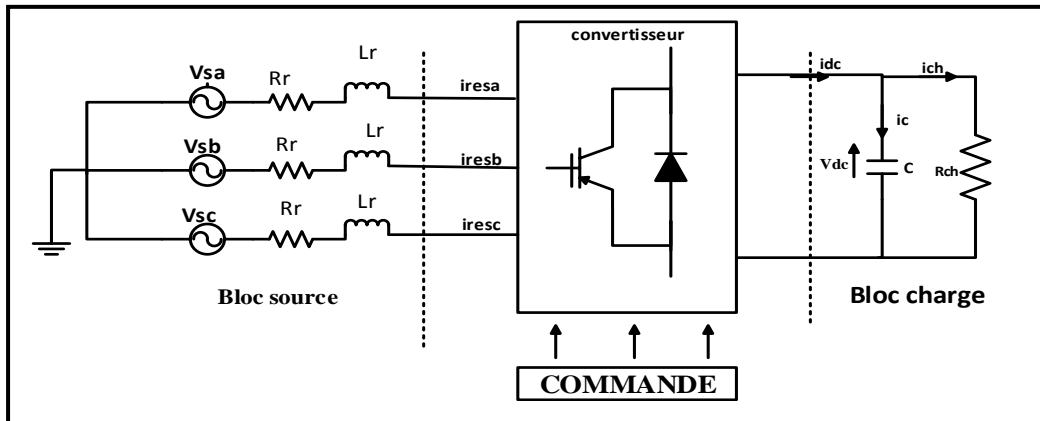 convertisseur
Lr
Vsa
Rr
iresa
idc
ich
Lr
Vsb
Rr
iresb
ic
Vdc
C
Rch
Lr
Vsc
Rr
iresc
Bloc source
Bloc charge
COMMANDE